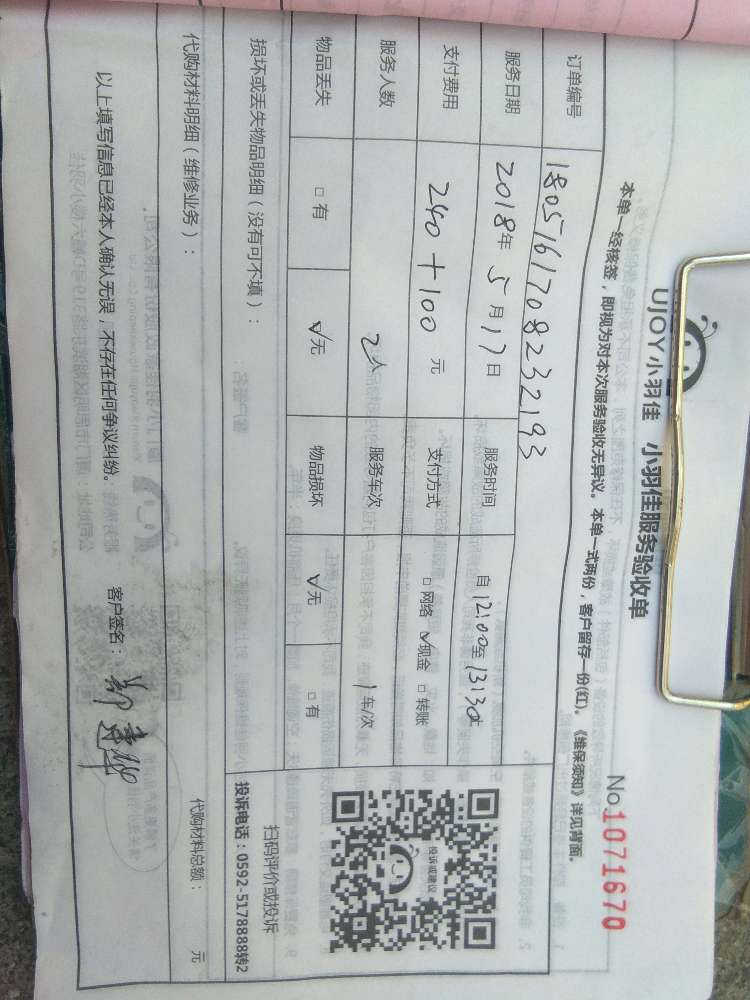 UJOY小羽佳 小羽佳服务验收单
No.1071670
本单一经核签，即视为对本次服务验收无异议。本单一式两份，客户留存一份(红)。《维保须知》详见背面。
订单编号 1805161708232193
服务日期 2018年 5月17日 服务时间 自12:00至13:30止
支付费用 240+100 元 支付方式 □网络 ☑现金 □转账
服务人数 2人 服务车次 1车/次
物品丢失 □有 ☑无 物品损坏 ☑无 □有
损坏或丢失物品明细（没有可不填）：
代购材料明细（维修业务）： 代购材料总额： 元
以上填写信息已经本人确认无误，不存在任何争议纠纷。 客户签名：
投诉或建议
扫码评价或投诉
投诉电话：0592-5178888转2